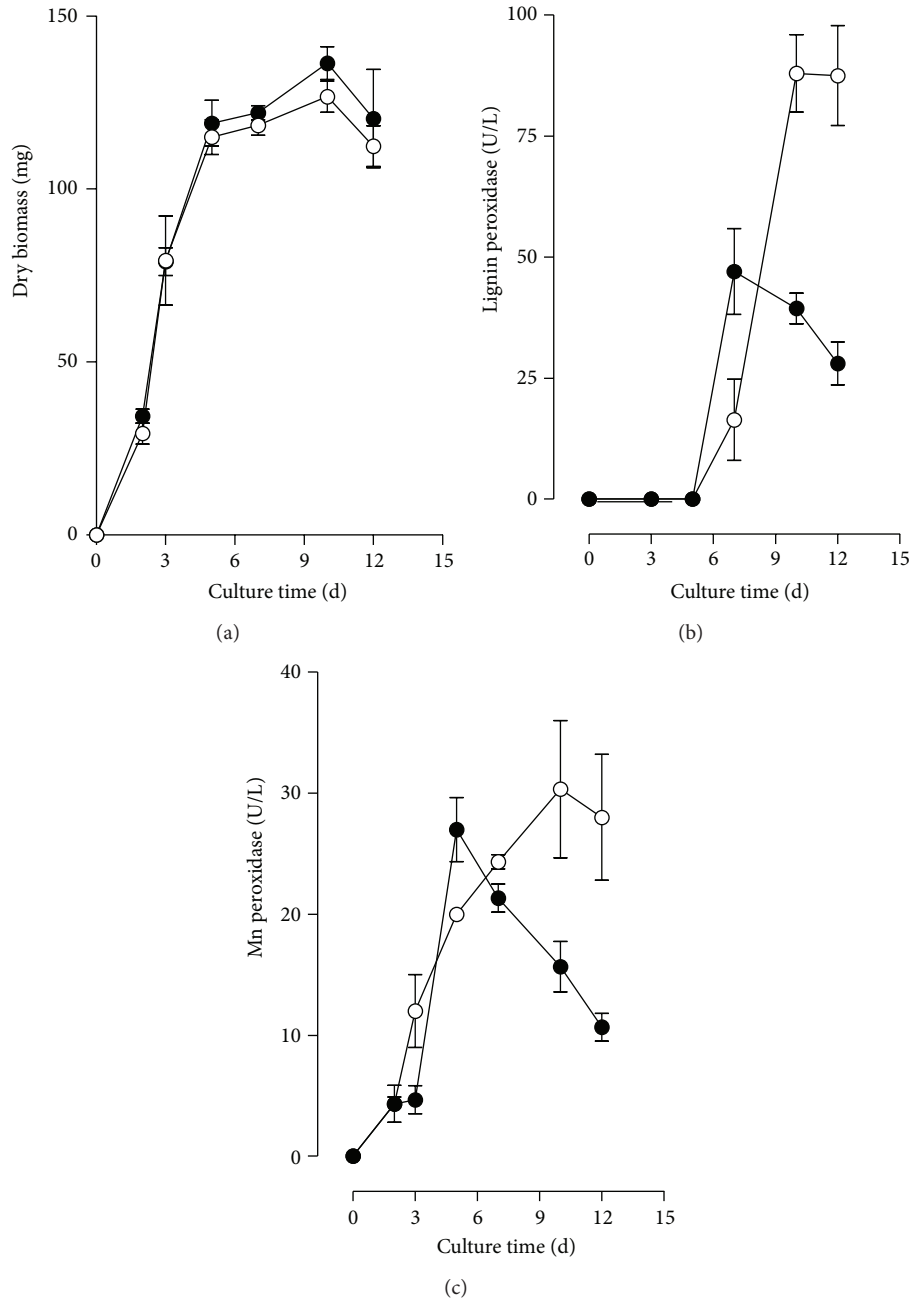 150
100
50
0
Dry biomass (mg)
0 3 6 9 12 15
Culture time (d)
(a)
100
75
50
25
0
Lignin peroxidase (U/L)
0 3 6 9 12 15
Culture time (d)
(b)
40
30
20
10
0
Mn peroxidase (U/L)
0 3 6 9 12 15
Culture time (d)
(c)